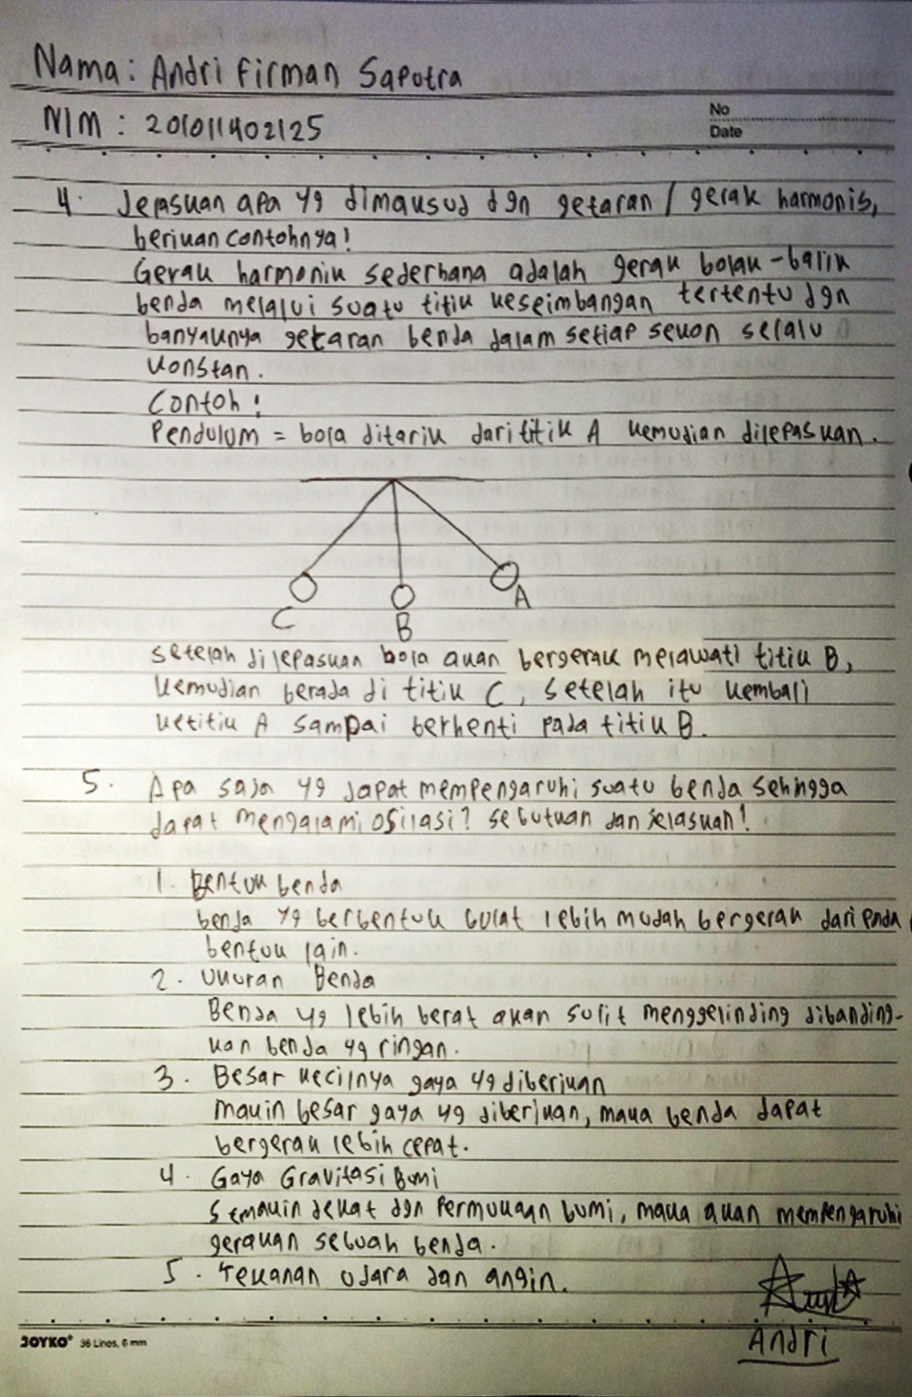 Nama : Andri Firman Saputra
NIM : 201011402125
No
Date
4. Jelaskan apa yg dimaksud dgn getaran / gerak harmonis,
berikan contohnya!
Gerak harmonik sederhana adalah gerak bolak-balik
benda melalui suatu titik keseimbangan tertentu dgn
banyaknya getaran benda dalam setiap sekon selalu
konstan.
Contoh :
Pendulum = bola ditarik dari titik A kemudian dilepaskan.
C
B
A
setelah dilepaskan bola akan bergerak melawati titik B,
kemudian berada di titik C, setelah itu kembali
ketitik A sampai berhenti pada titik B.
5. Apa saja yg dapat mempengaruhi suatu benda sehingga
dapat mengalami osilasi? sebutkan dan jelaskan!
1. Bentuk benda
benda yg berbentuk bulat lebih mudah bergerak dari pada
bentuk lain.
2. Ukuran Benda
Benda yg lebih berat akan sulit menggelinding dibanding-
kan benda yg ringan.
3. Besar kecilnya gaya yg diberikan
makin besar gaya yg diberikan, maka benda dapat
bergerak lebih cepat.
4. Gaya Gravitasi Bumi
Semakin dekat dgn permukaan bumi, maka akan mempengaruhi
gerakan sebuah benda.
5. Tekanan udara dan angin.
Andri
JOYKO 36 Lines, 6 mm